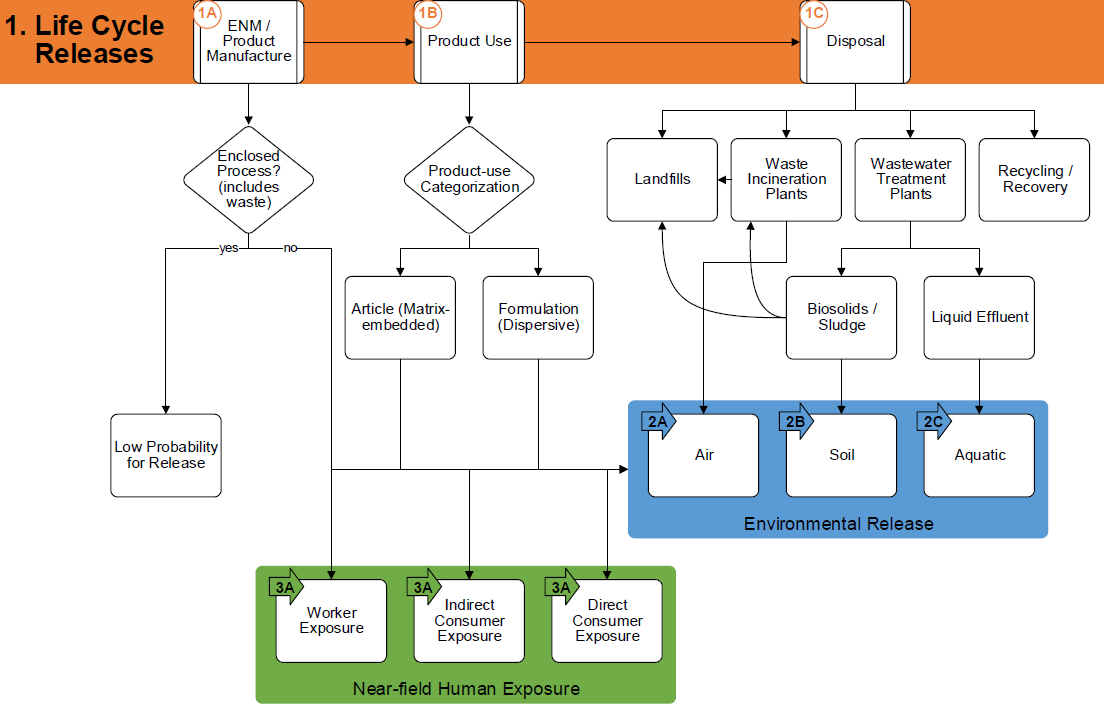 1. Life Cycle
Releases
1A
ENM /
Product
Manufacture
1B
Product Use
1C
Disposal
Enclosed
Process?
(includes
waste)
Product-use
Categorization
Landfills
Waste
Incineration
Plants
Wastewater
Treatment
Plants
Recycling /
Recovery
yes
no
Article (Matrix-
embedded)
Formulation
(Dispersive)
Biosolids /
Sludge
Liquid Effluent
Low Probability
for Release
2A
Air
2B
Soil
2C
Aquatic
Environmental Release
3A
Worker
Exposure
3A
Indirect
Consumer
Exposure
3A
Direct
Consumer
Exposure
Near-field Human Exposure